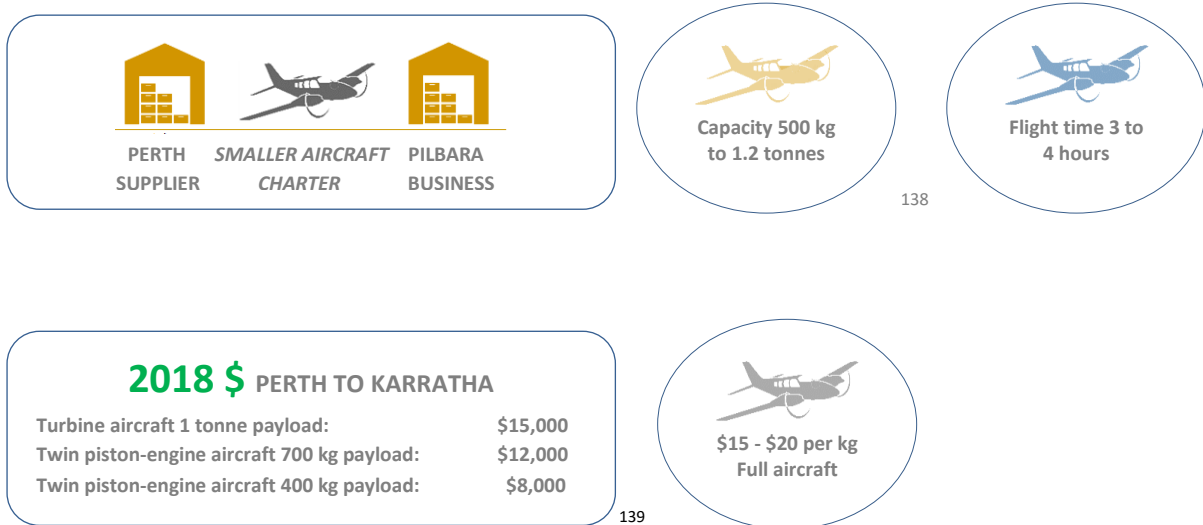 PERTH SUPPLIER
SMALLER AIRCRAFT CHARTER
PILBARA BUSINESS
Capacity 500 kg
to 1.2 tonnes
Flight time 3 to
4 hours
138
2018 $ PERTH TO KARRATHA
Turbine aircraft 1 tonne payload: $15,000
Twin piston-engine aircraft 700 kg payload: $12,000
Twin piston-engine aircraft 400 kg payload: $8,000
$15 - $20 per kg
Full aircraft
139